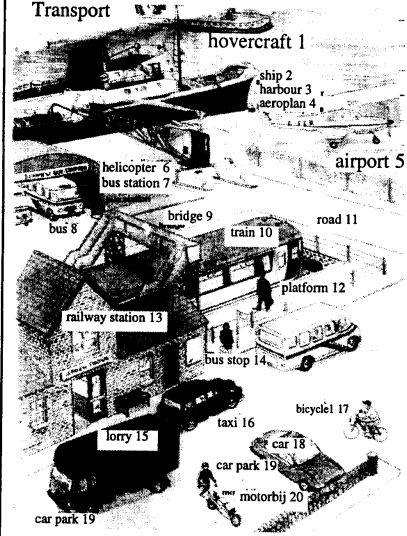 Transport
hovercraft 1
ship 2
harbour 3
aeroplan 4
airport 5
helicopter 6
bus station 7
bus 8
bridge 9
train 10
road 11
platform 12
railway station 13
bus stop 14
taxi 16
bicycle1 17
lorry 15
car 18
car park 19
motorbij 20
car park 19